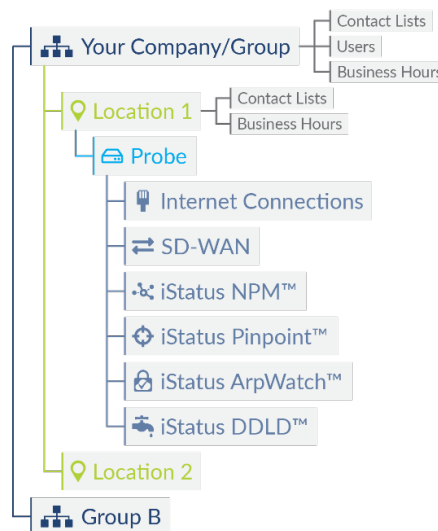 Contact Lists
Your Company/Group
Users
Business Hours
Location 1
Contact Lists
Business Hours
Probe
Internet Connections
SD-WAN
iStatus NPM™
iStatus Pinpoint™
iStatus ArpWatch™
iStatus DDLD™
Location 2
Group B